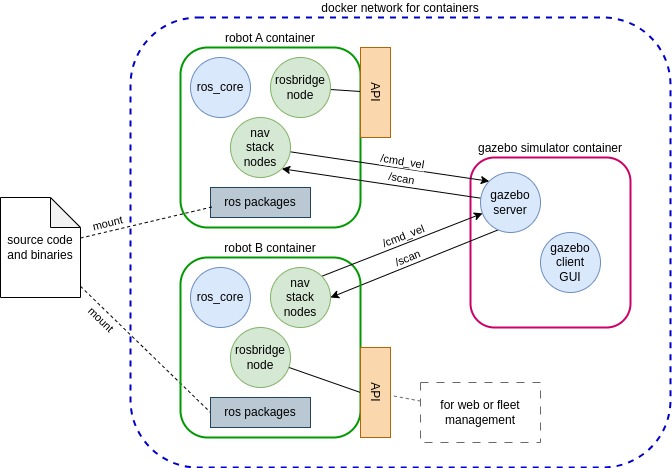 docker network for containers
robot A container
ros_core
rosbridge
node
API
nav
stack
nodes
/cmd_vel
/scan
gazebo simulator container
gazebo
server
gazebo
client
GUI
ros packages
mount
source code
and binaries
robot B container
/cmd_vel
/scan
ros_core
nav
stack
nodes
mount
rosbridge
node
API
ros packages
for web or fleet
management